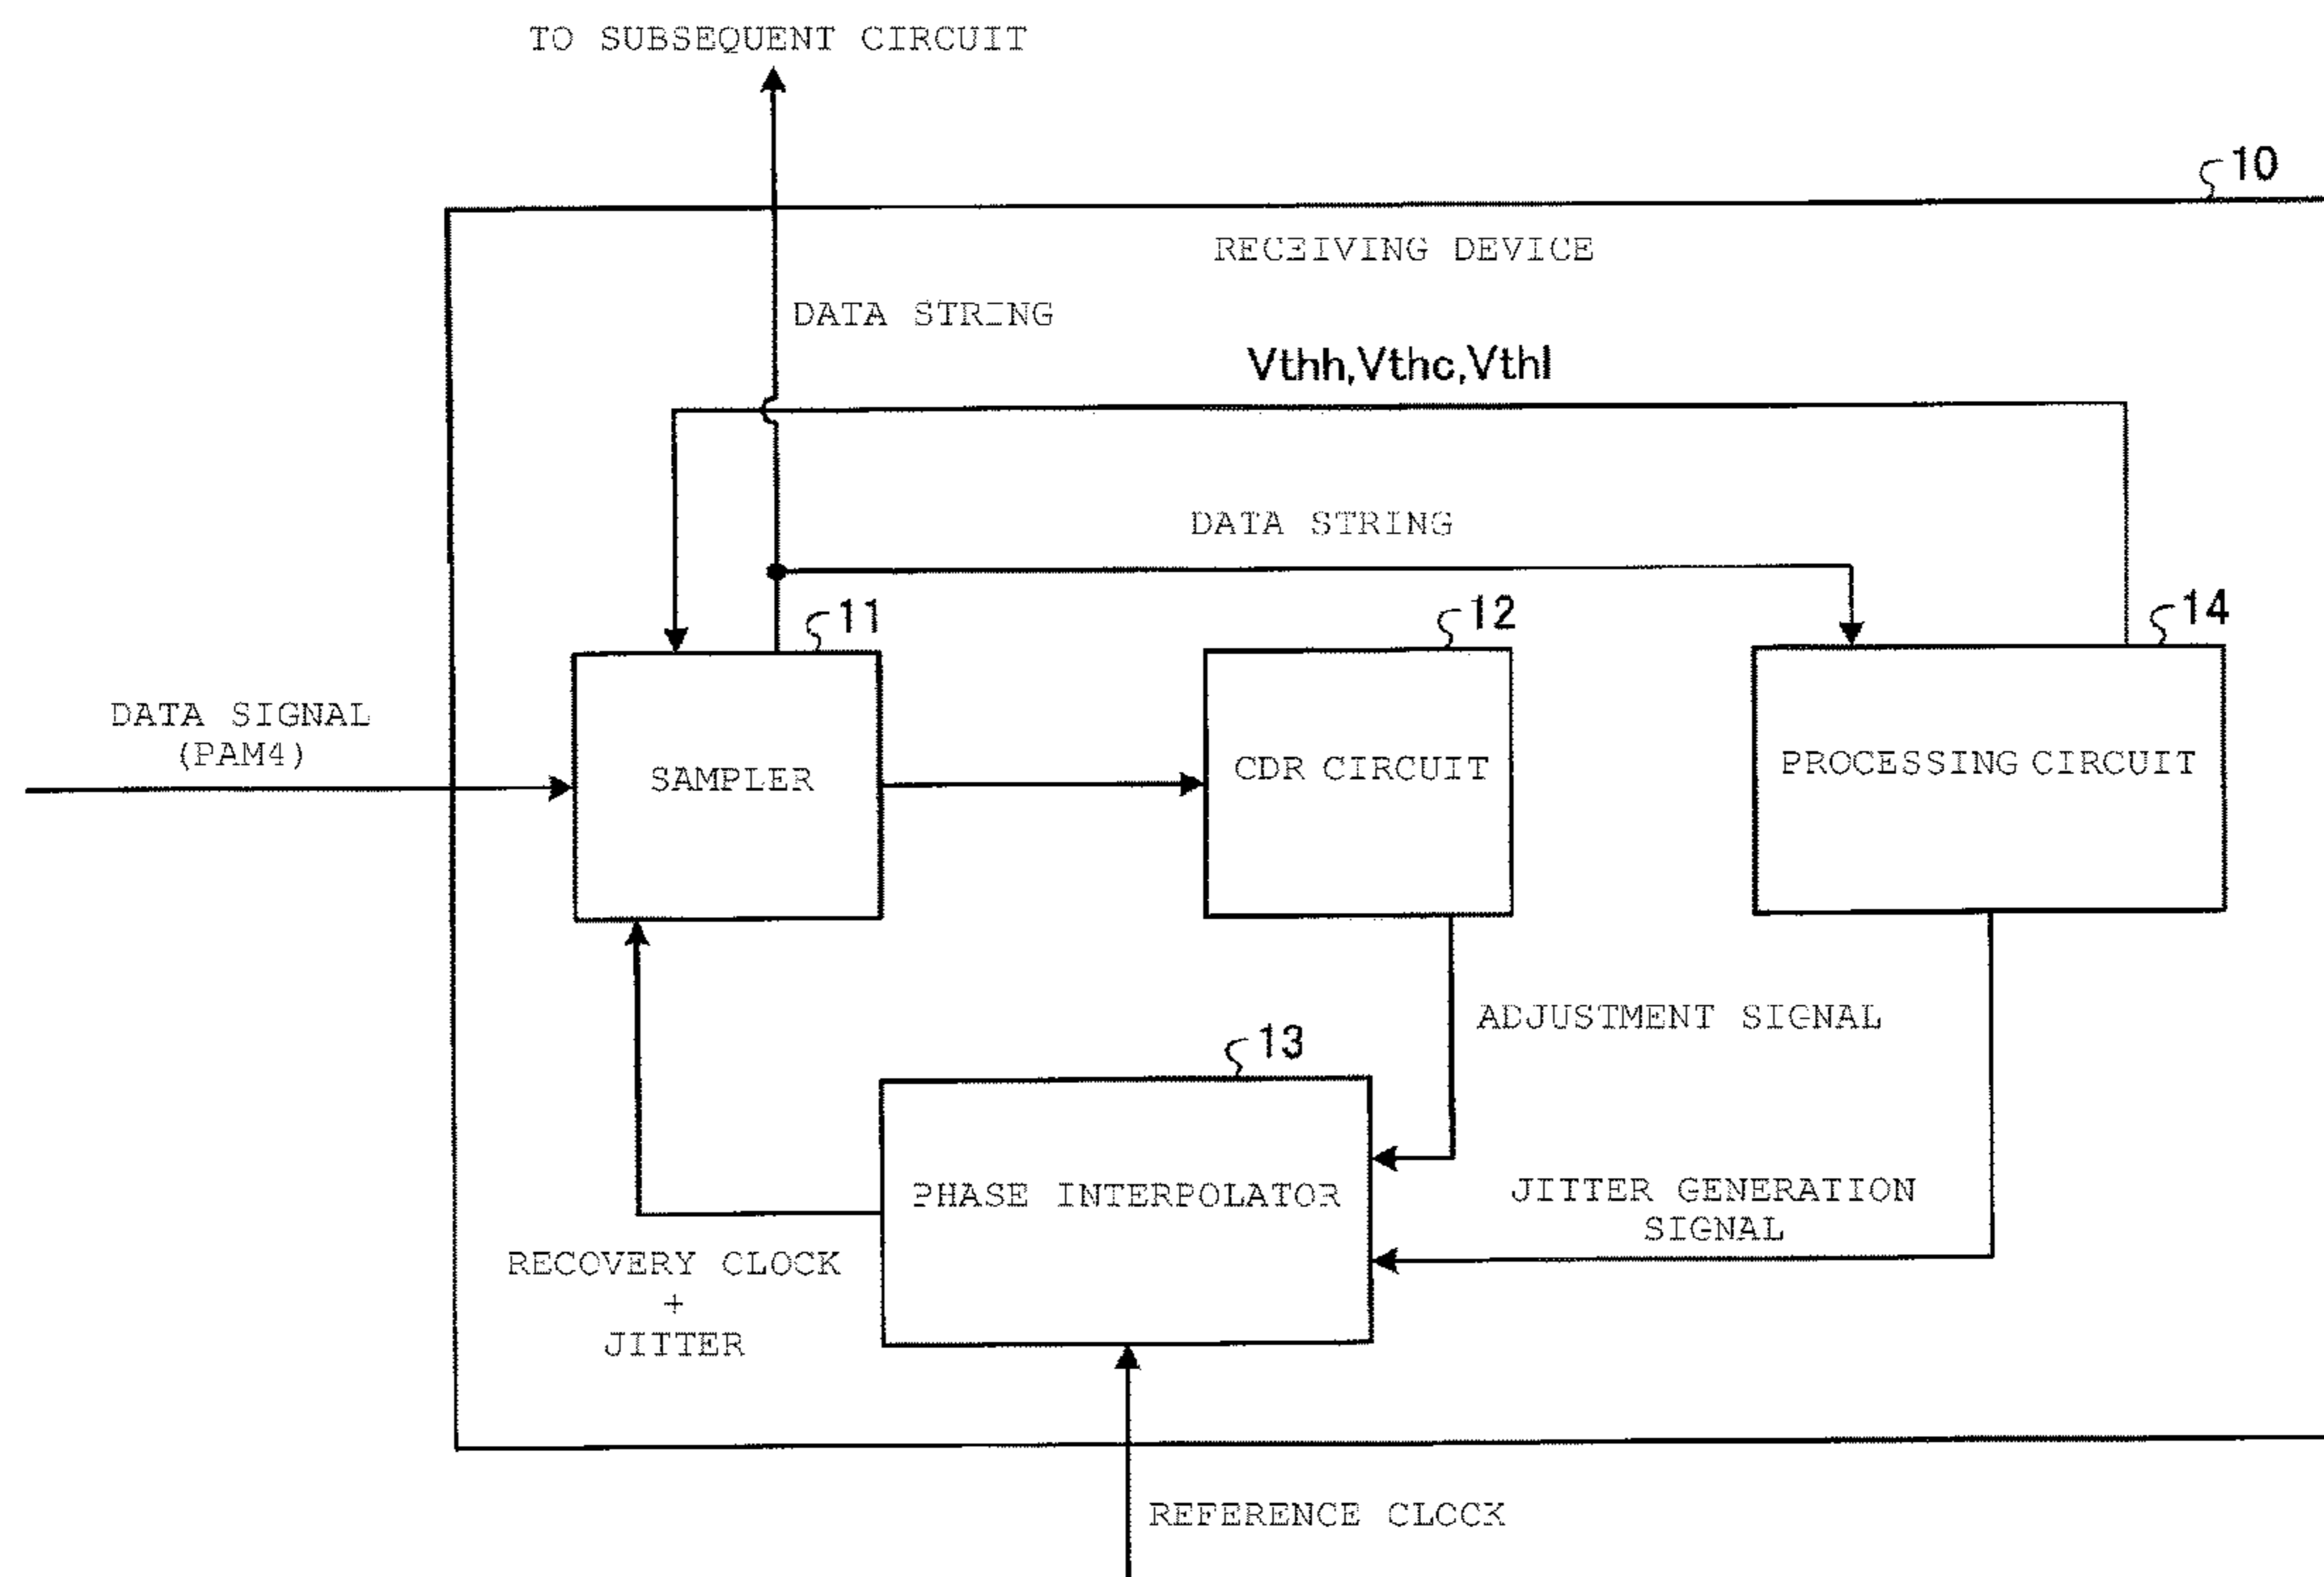 TO SUBSEQUENT CIRCUIT
10
RECEIVING DEVICE
DATA STRING
Vthh,Vthc,Vthl
DATA STRING
11
12
14
DATA SIGNAL
(PAM4)
SAMPLER
CDR CIRCUIT
PROCESSING CIRCUIT
ADJUSTMENT SIGNAL
13
PHASE INTERPOLATOR
JITTER GENERATION
SIGNAL
RECOVERY CLOCK
+
JITTER
REFERENCE CLOCK